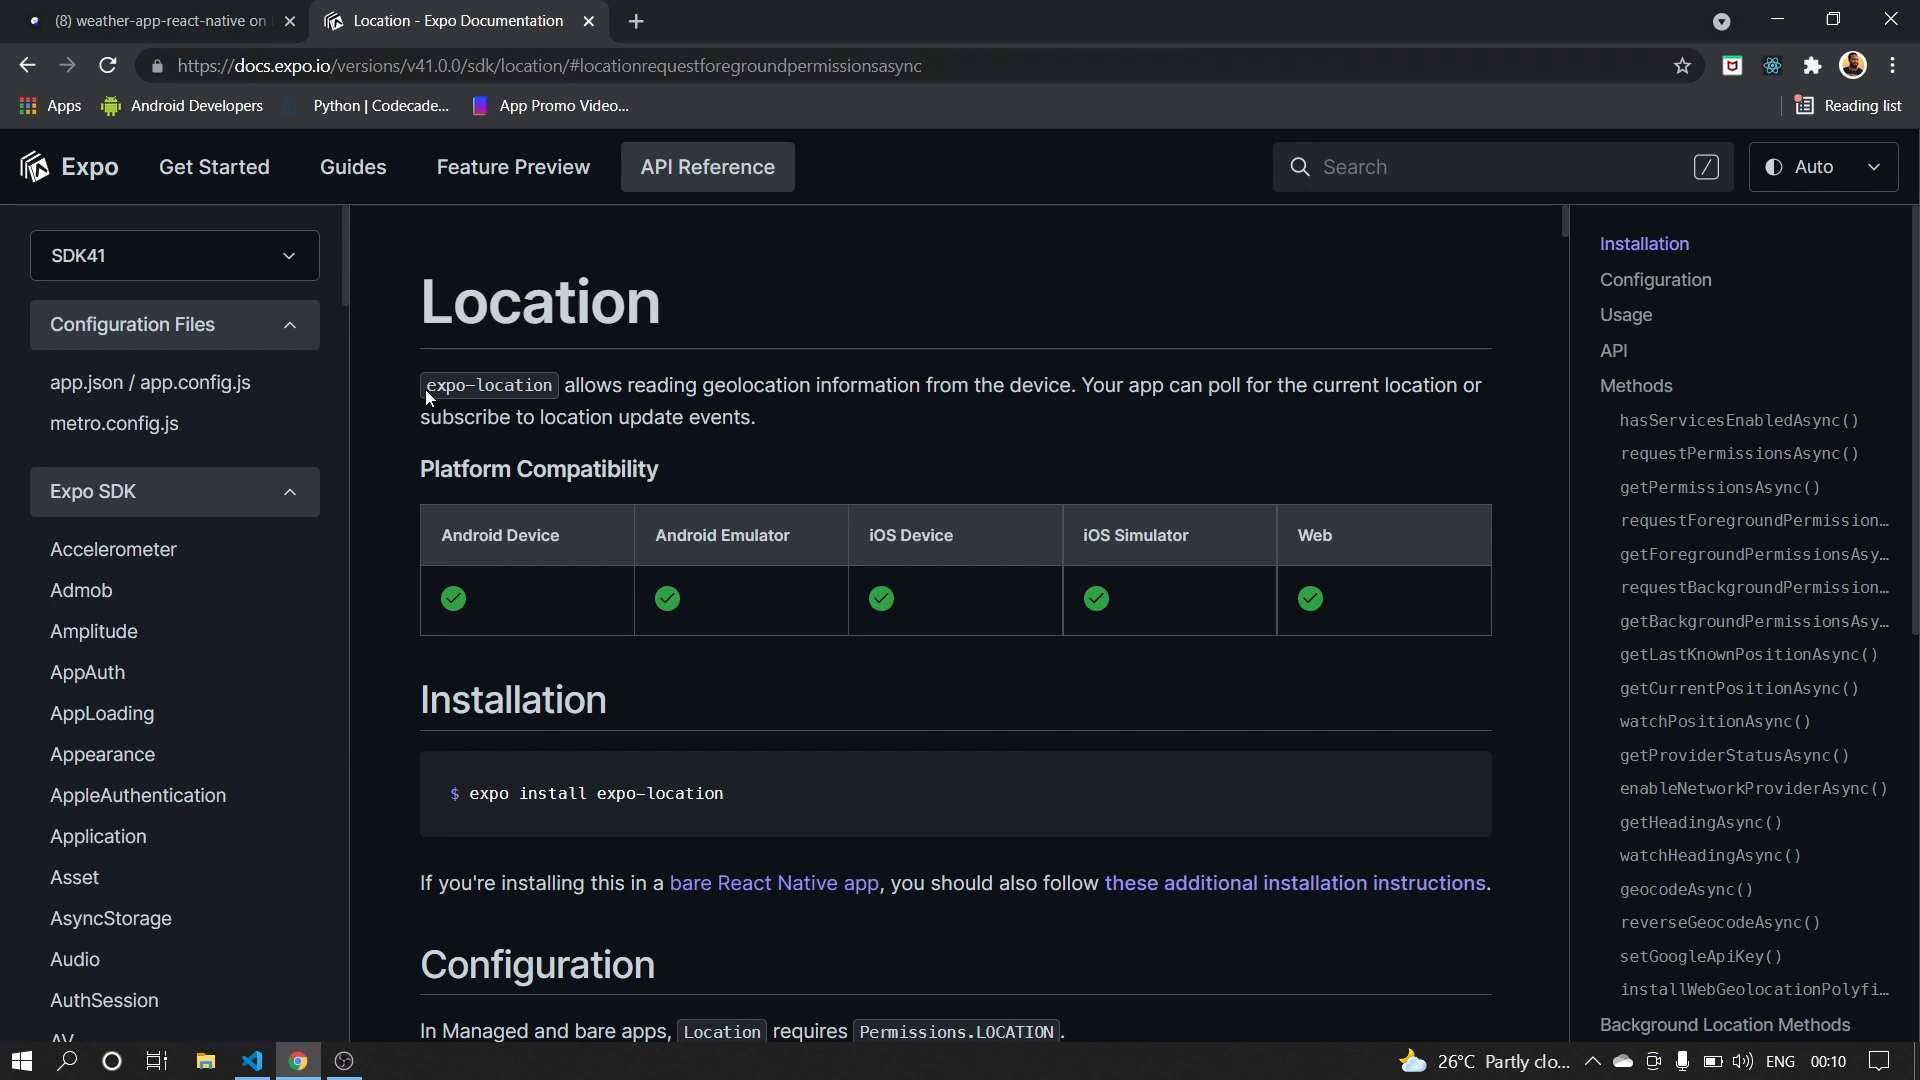 (8) weather-app-react-native on
Location - Expo Documentation
https://docs.expo.io/versions/v41.0.0/sdk/location/#locationrequestforegroundpermissionsasync
Apps
Android Developers
Python | Codecade...
App Promo Video...
Reading list
Expo
Get Started
Guides
Feature Preview
API Reference
Search
/
Auto
SDK41
Configuration Files
app.json / app.config.js
metro.config.js
Expo SDK
Accelerometer
Admob
Amplitude
AppAuth
AppLoading
Appearance
AppleAuthentication
Application
Asset
AsyncStorage
Audio
AuthSession
AV
Location
expo-location allows reading geolocation information from the device. Your app can poll for the current location or
subscribe to location update events.
Platform Compatibility
Android Device
Android Emulator
iOS Device
iOS Simulator
Web
Installation
$ expo install expo-location
If you're installing this in a bare React Native app, you should also follow these additional installation instructions.
Configuration
In Managed and bare apps, Location requires Permissions.LOCATION.
Installation
Configuration
Usage
API
Methods
hasServicesEnabledAsync()
requestPermissionsAsync()
getPermissionsAsync()
requestForegroundPermission...
getForegroundPermissionsAsy...
requestBackgroundPermission...
getBackgroundPermissionsAsy...
getLastKnownPositionAsync()
getCurrentPositionAsync()
watchPositionAsync()
getProviderStatusAsync()
enableNetworkProviderAsync()
getHeadingAsync()
watchHeadingAsync()
geocodeAsync()
reverseGeocodeAsync()
setGoogleApiKey()
installWebGeolocationPolyfi...
Background Location Methods
26°C Partly clo...
ENG
00:10